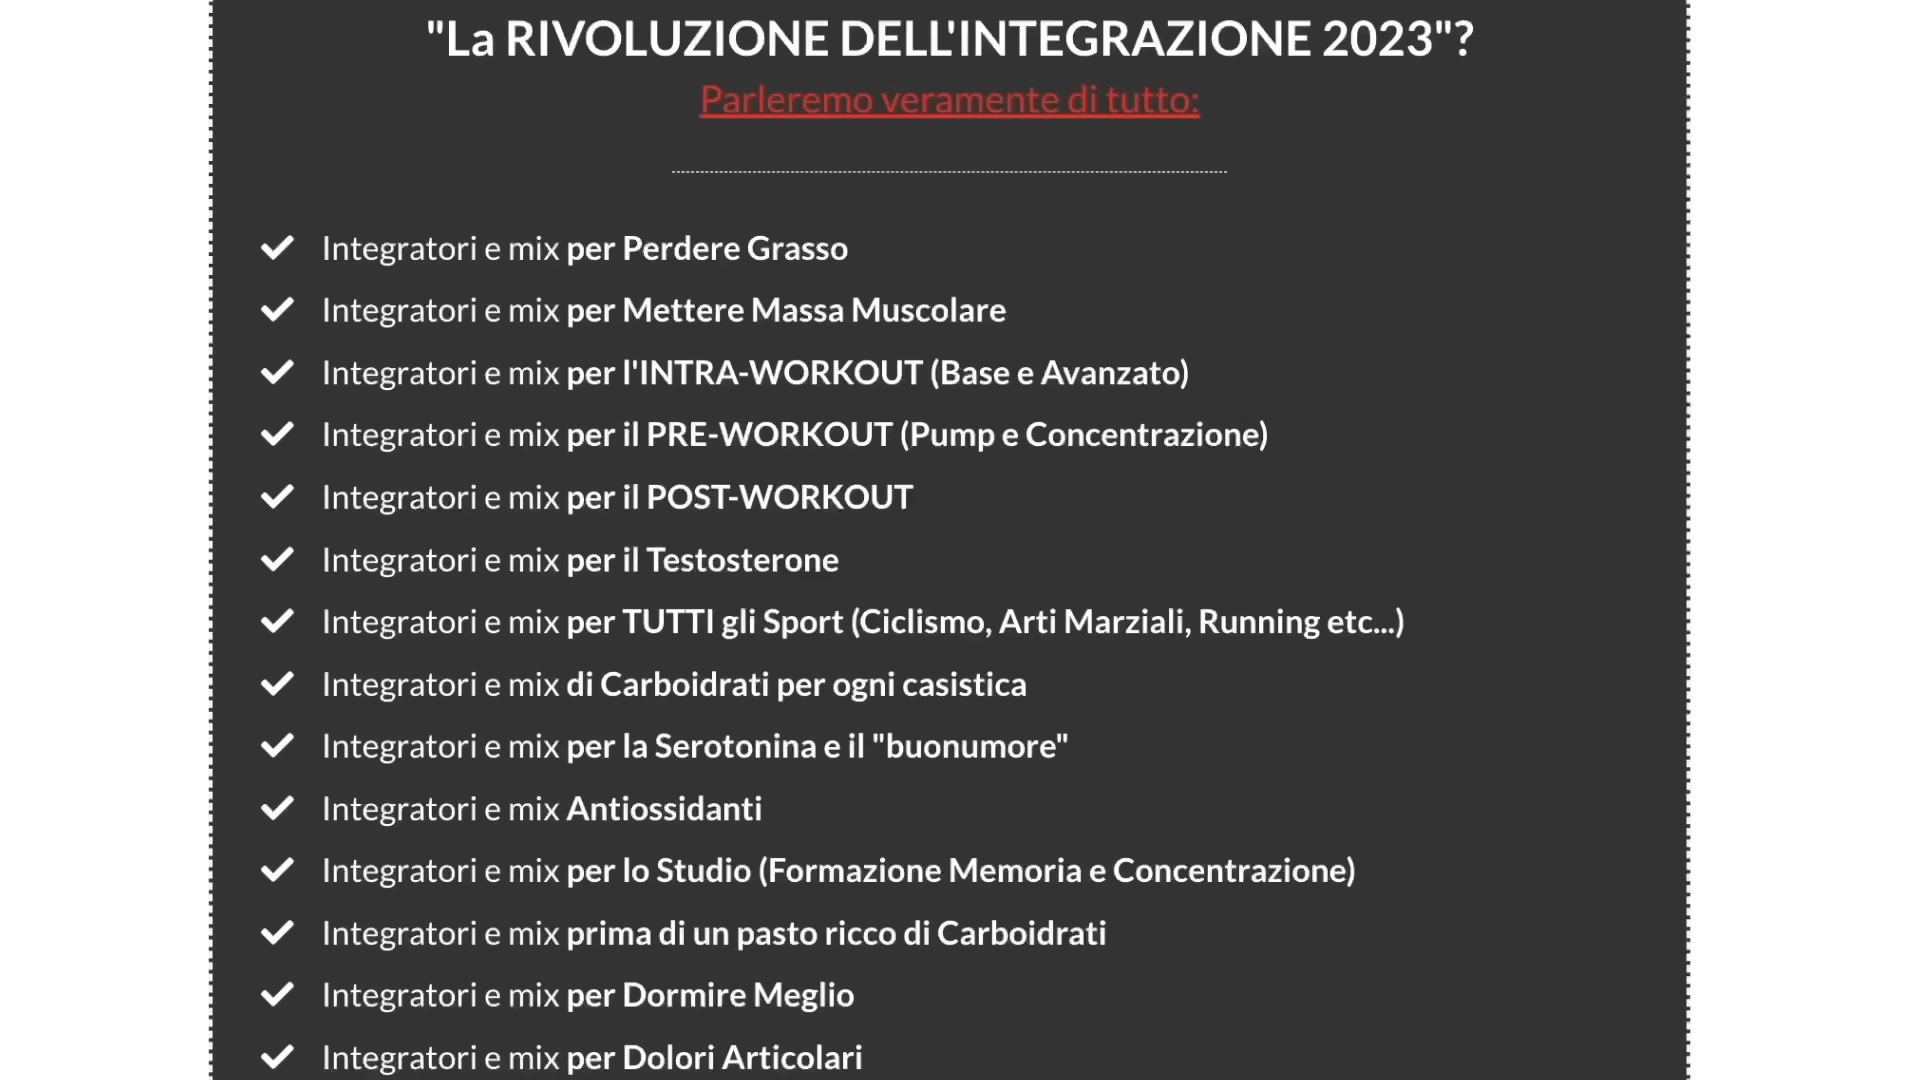 "La RIVOLUZIONE DELL'INTEGRAZIONE 2023"?
Parleremo veramente di tutto:
Integratori e mix per Perdere Grasso
Integratori e mix per Mettere Massa Muscolare
Integratori e mix per l'INTRA-WORKOUT (Base e Avanzato)
Integratori e mix per il PRE-WORKOUT (Pump e Concentrazione)
Integratori e mix per il POST-WORKOUT
Integratori e mix per il Testosterone
Integratori e mix per TUTTI gli Sport (Ciclismo, Arti Marziali, Running etc...)
Integratori e mix di Carboidrati per ogni casistica
Integratori e mix per la Serotonina e il "buonumore"
Integratori e mix Antiossidanti
Integratori e mix per lo Studio (Formazione Memoria e Concentrazione)
Integratori e mix prima di un pasto ricco di Carboidrati
Integratori e mix per Dormire Meglio
Integratori e mix per Dolori Articolari